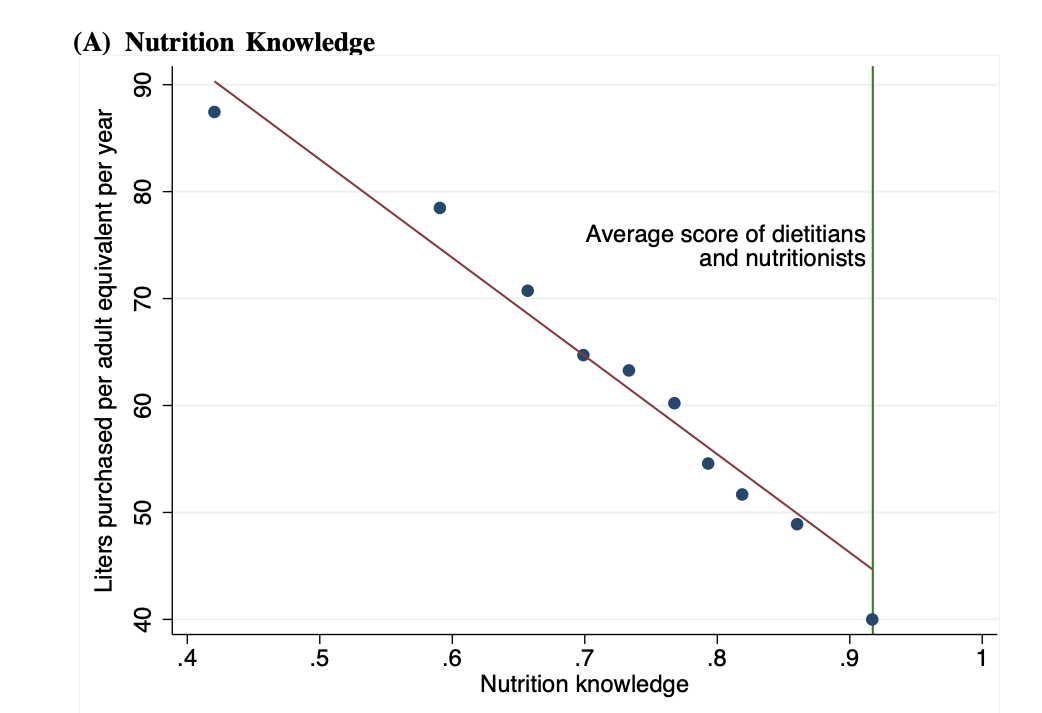 (A) Nutrition Knowledge
Liters purchased per adult equivalent per year
90
80
70
60
50
40
Average score of dietitians
and nutritionists
.4 .5 .6 .7 .8 .9 1
Nutrition knowledge